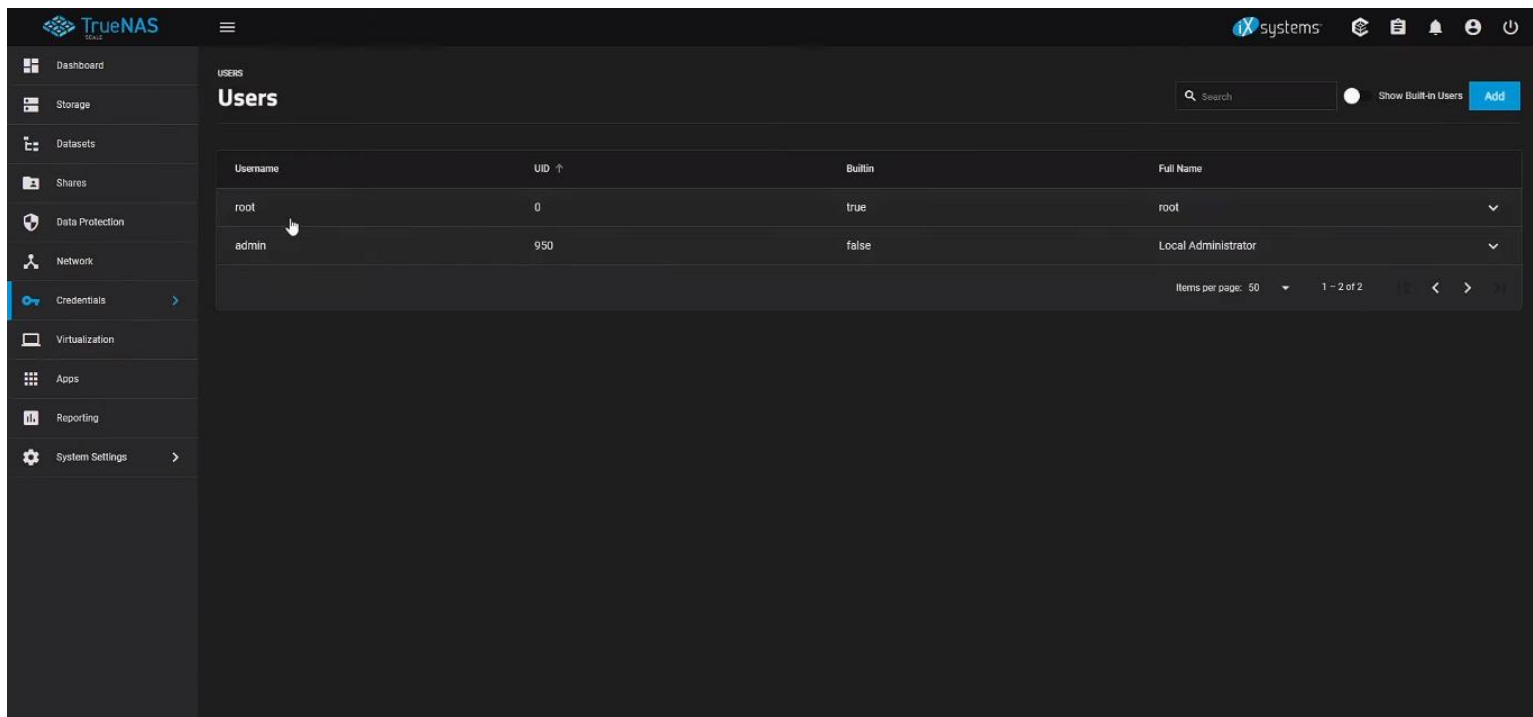 TrueNAS
SCALE
iX systems
Dashboard
Storage
Datasets
Shares
Data Protection
Network
Credentials
Virtualization
Apps
Reporting
System Settings
USERS
Users
Search
Show Built-in Users
Add
Username UID Builtin Full Name
root 0 true root
admin 950 false Local Administrator
Items per page: 50 1 – 2 of 2